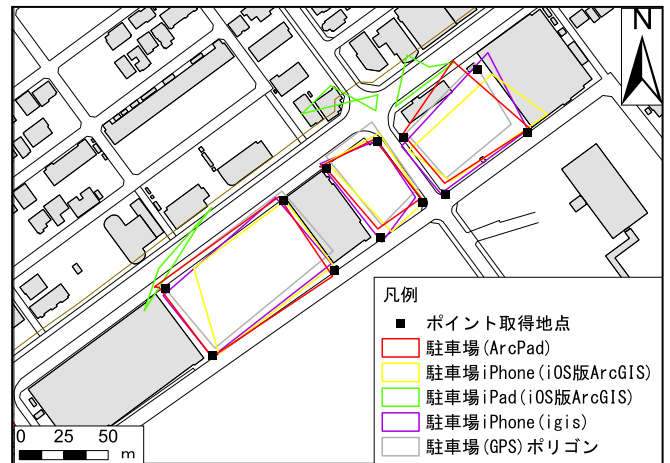 N
凡例
ポイント取得地点
駐車場(ArcPad)
駐車場iPhone(iOS版ArcGIS)
駐車場iPad(iOS版ArcGIS)
駐車場iPhone(igis)
駐車場(GPS)ポリゴン
0 25 50
m